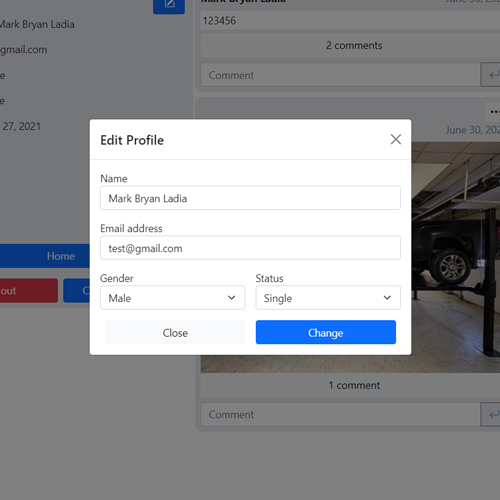 Mark Bryan Ladia
June 30, 202
Mark Bryan Ladia
123456
@gmail.com
2 comments
Comment
27, 2021
June 30, 202
Edit Profile
Name
Mark Bryan Ladia
Email address
test@gmail.com
Gender
Status
Male
Single
Home
out
C
Close
Change
1 comment
Comment